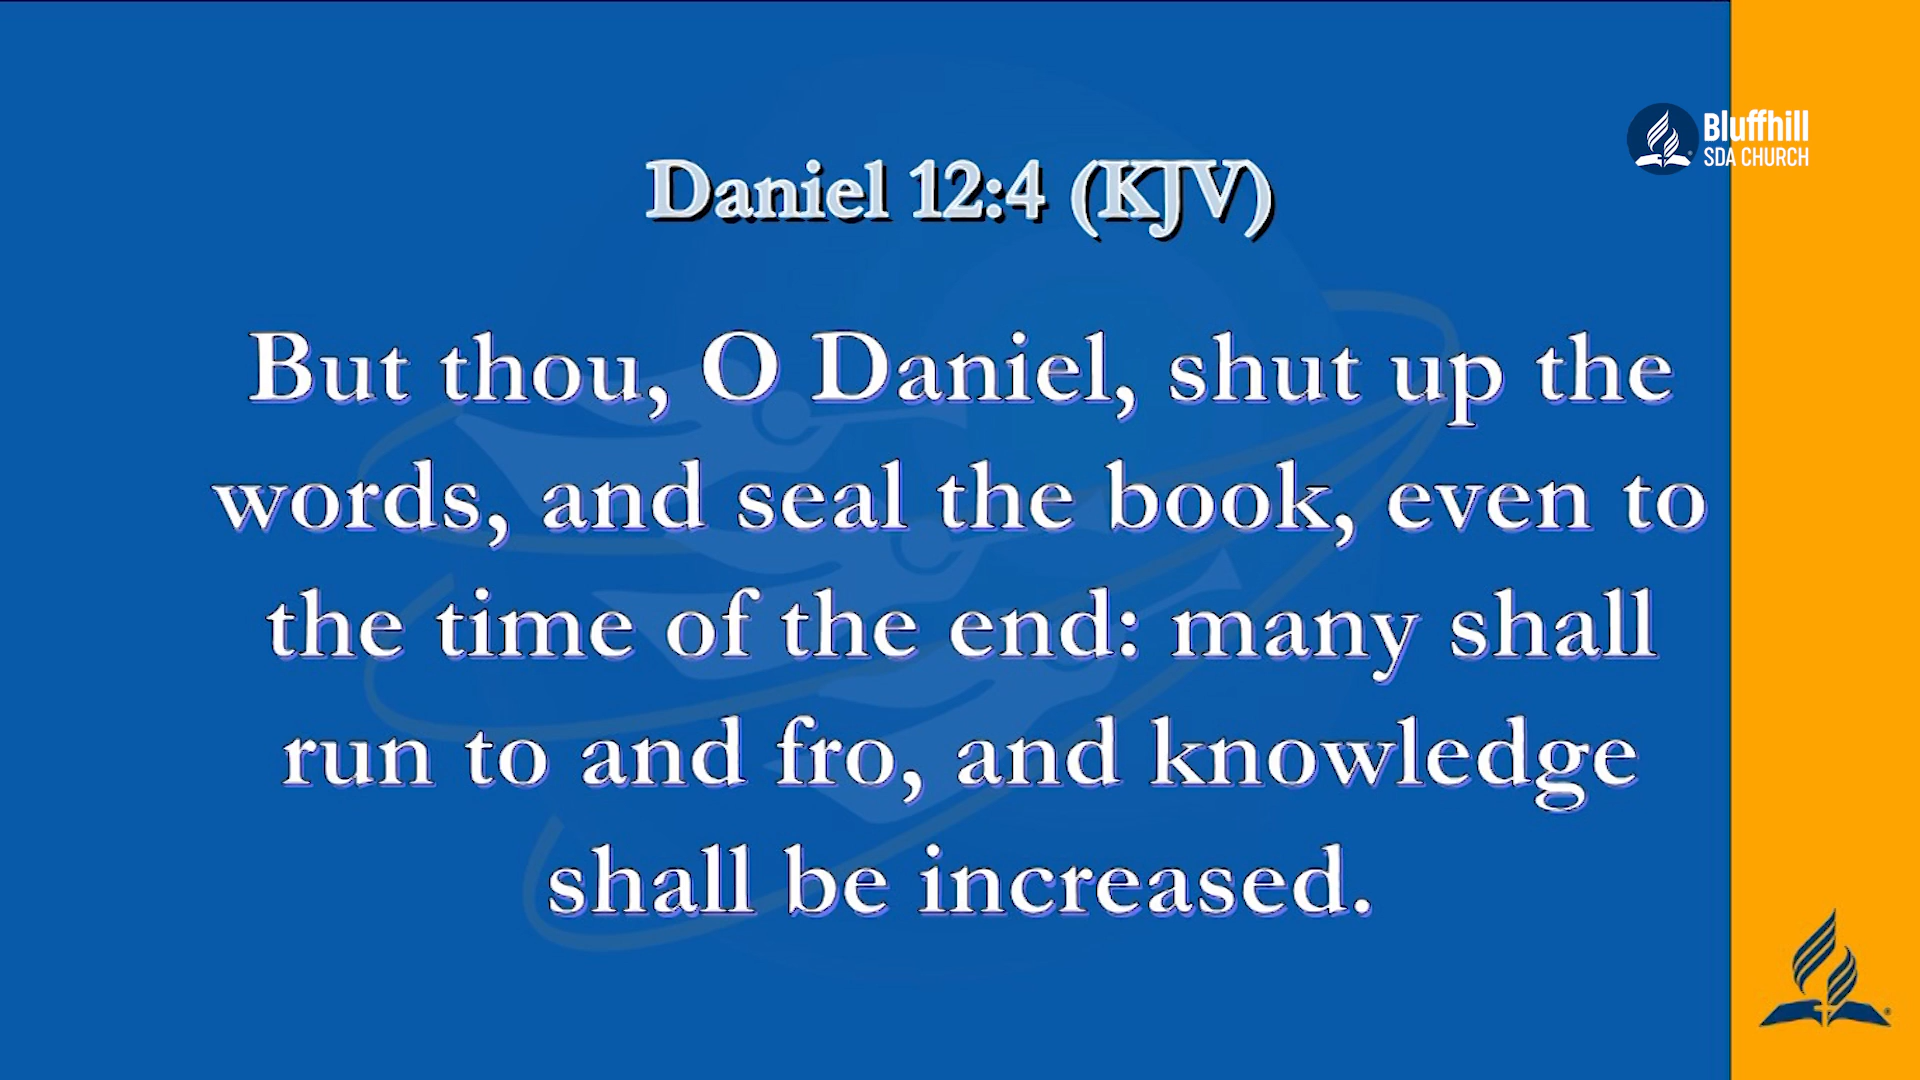 Bluffhill
SDA CHURCH
Daniel 12:4 (KJV)
But thou, O Daniel, shut up the
words, and seal the book, even to
the time of the end: many shall
run to and fro, and knowledge
shall be increased.